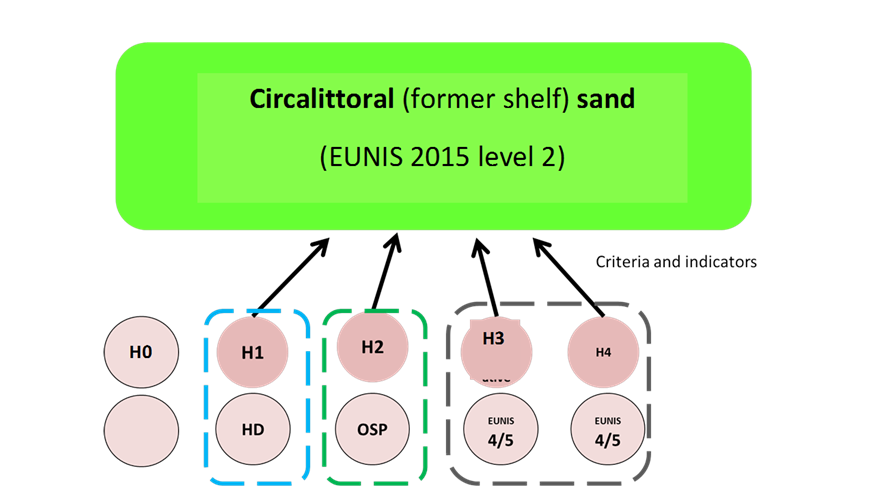 Circalittoral (former shelf) sand
(EUNIS 2015 level 2)
Criteria and indicators
H0
H1
H2
H3
H4
HD
OSP
EUNIS
4/5
EUNIS
4/5